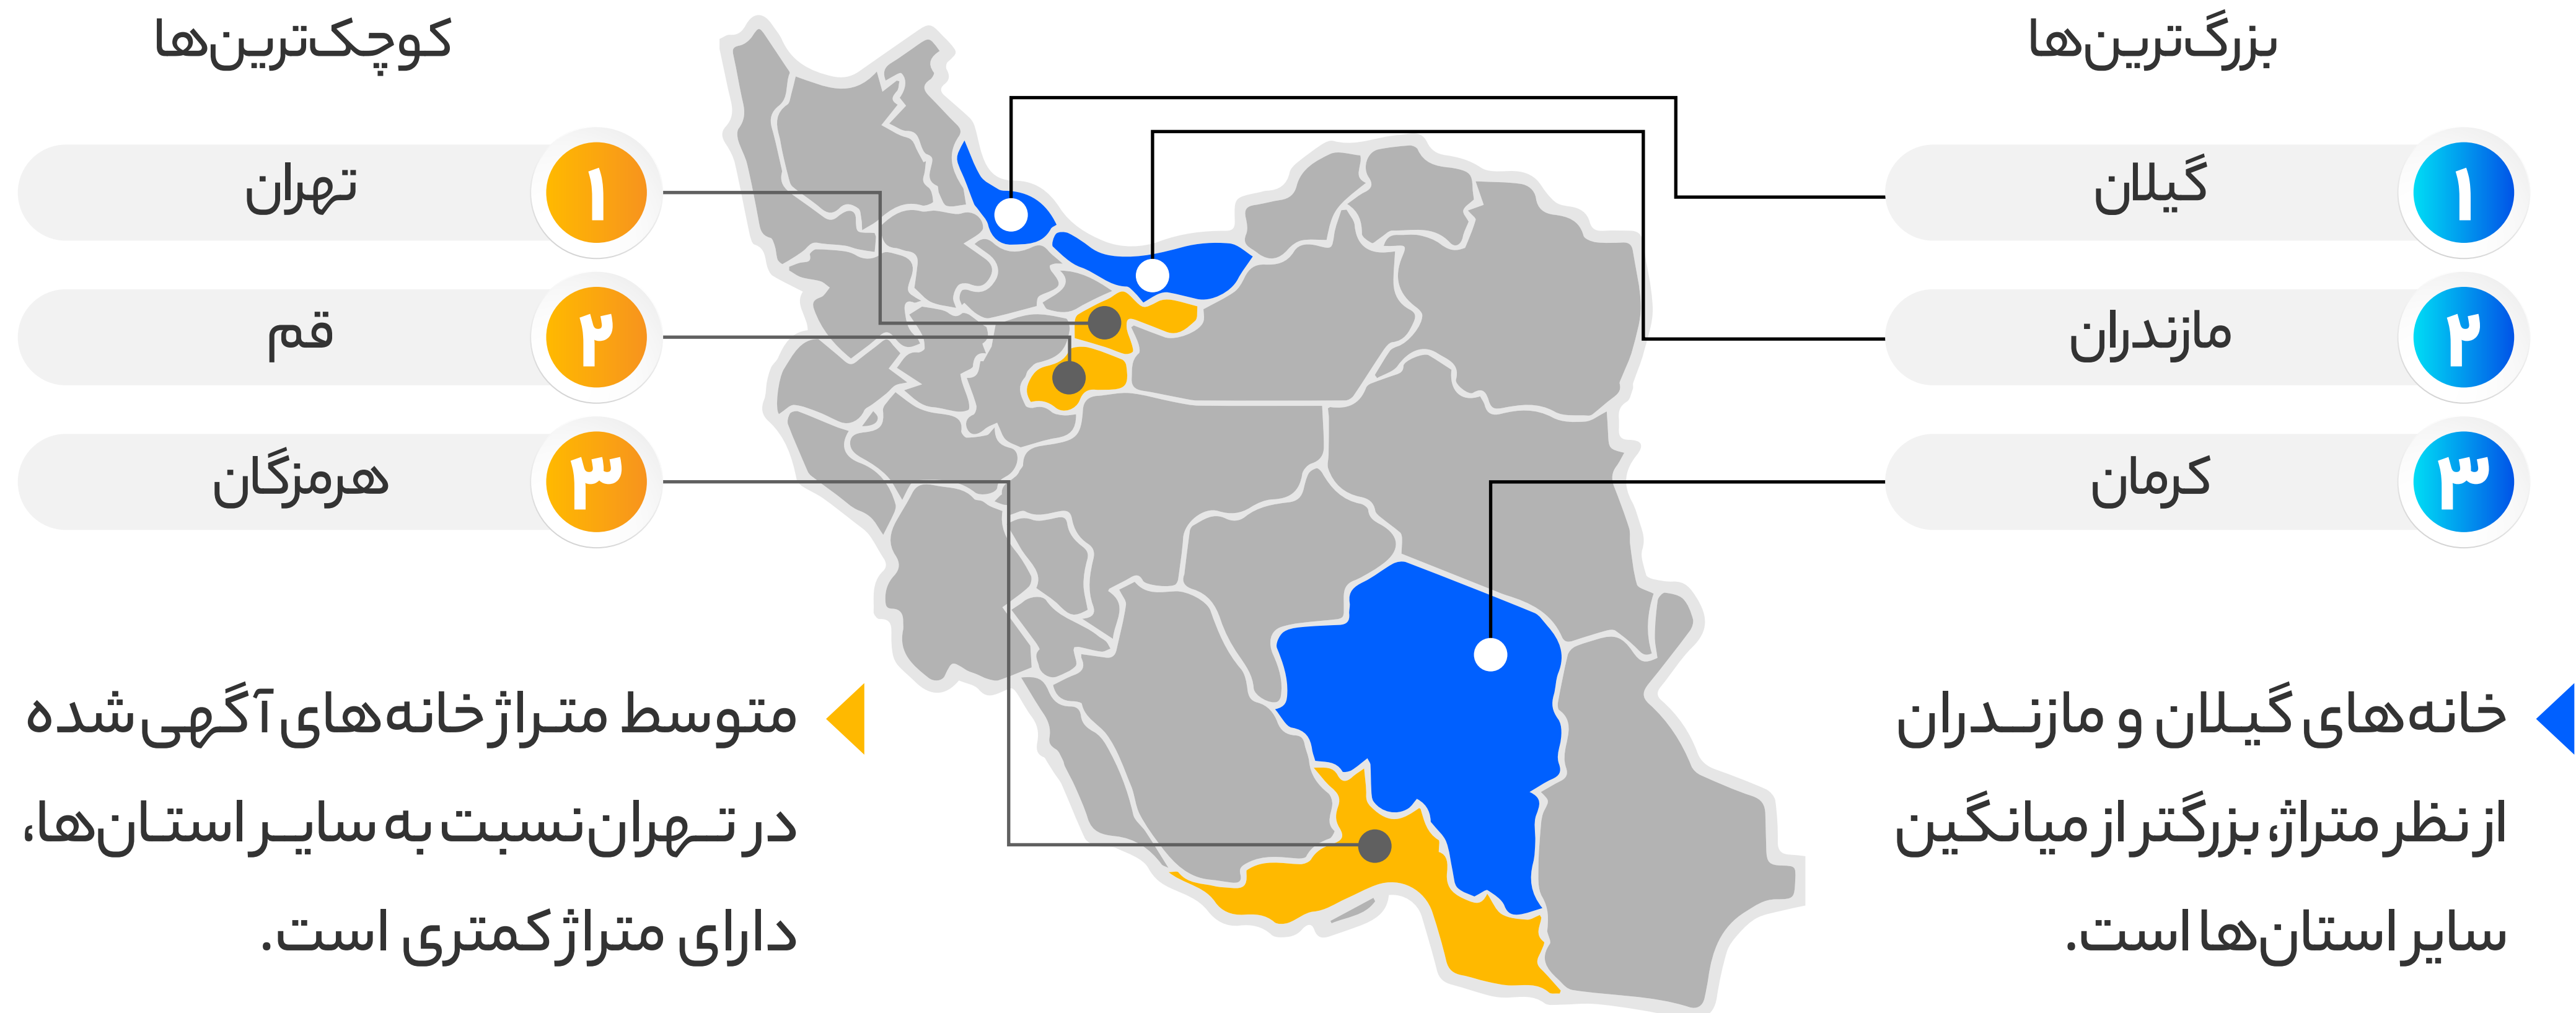 بزرگ‌ترین‌ها
۱ گیلان
۲ مازندران
۳ کرمان
خانه‌های گیلان و مازندران
از نظر متراژ، بزرگتر از میانگین
سایر استان‌ها است.
کوچک‌ترین‌ها
۱ تهران
۲ قم
۳ هرمزگان
متوسط متراژ خانه‌های آگهی شده
در تهران نسبت به سایر استان‌ها،
دارای متراژ کمتری است.